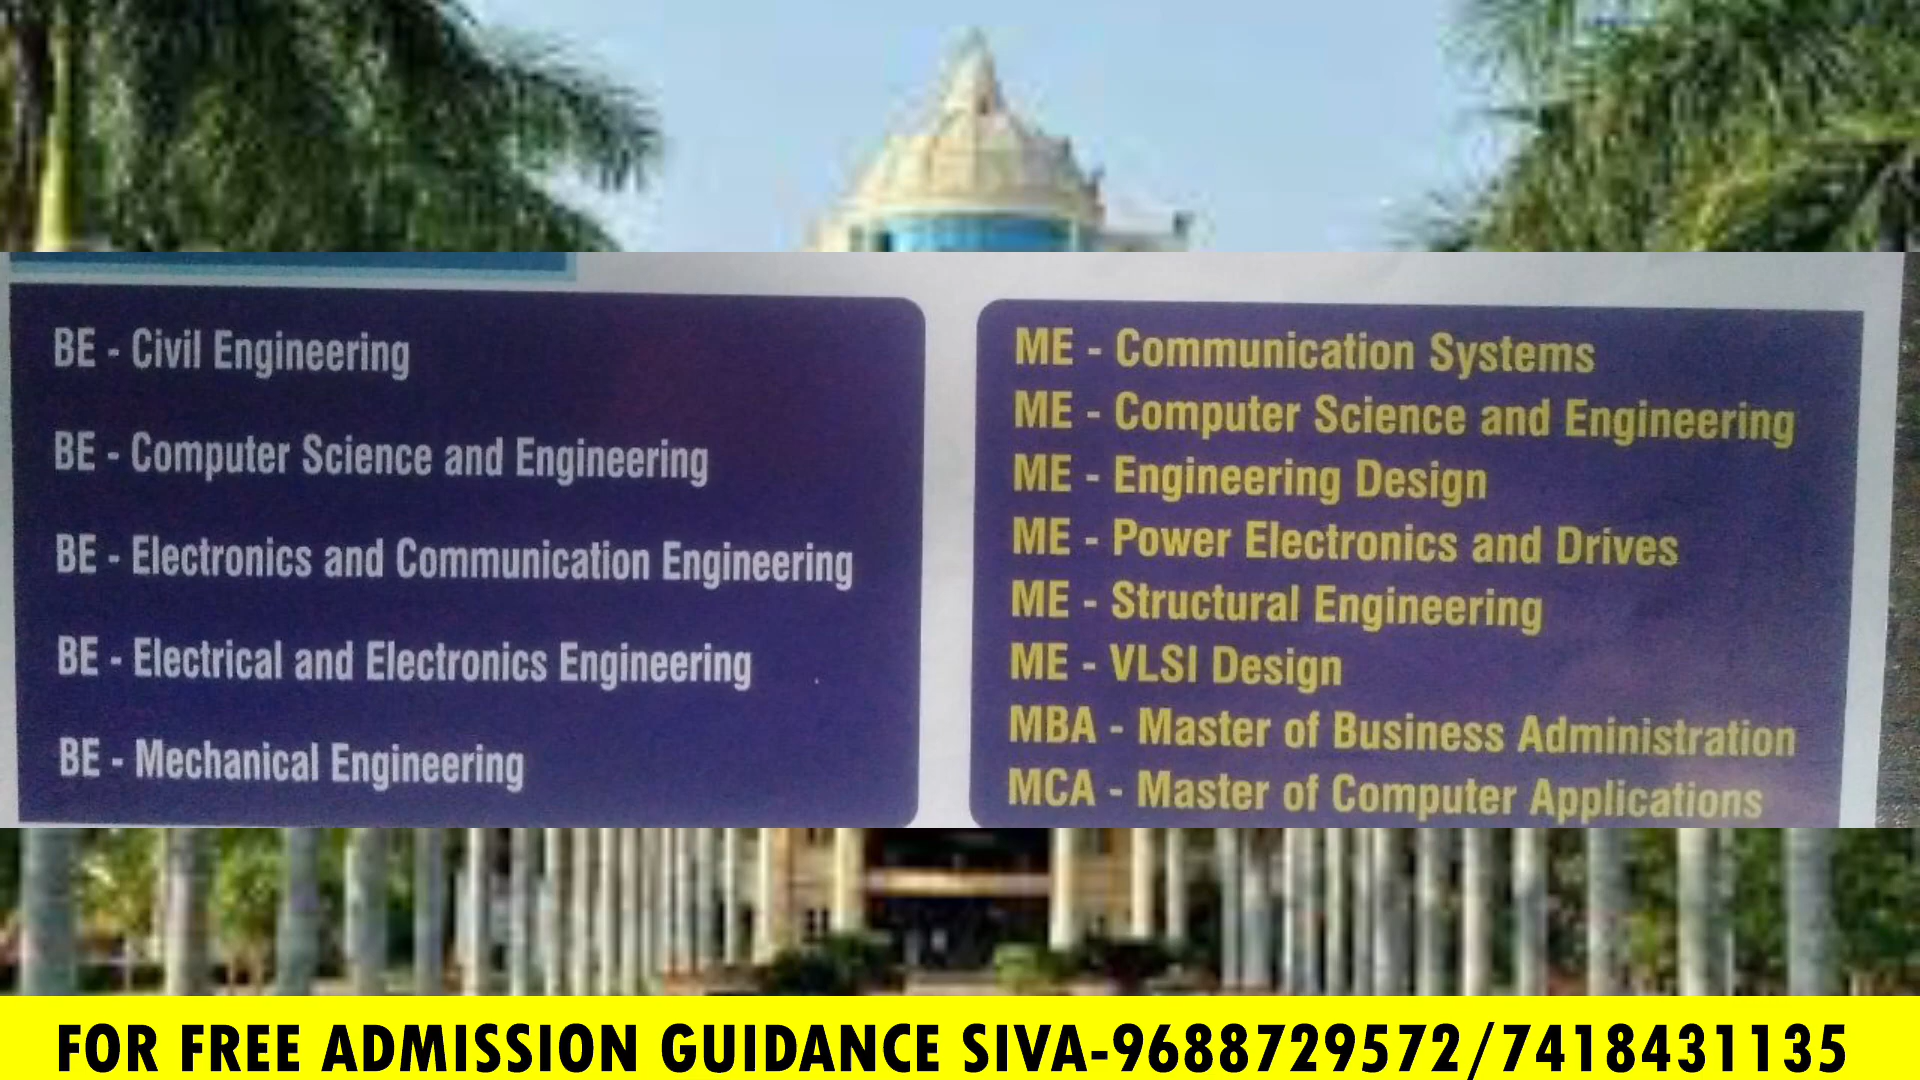 BE - Civil Engineering
BE - Computer Science and Engineering
BE - Electronics and Communication Engineering
BE - Electrical and Electronics Engineering
BE - Mechanical Engineering
ME - Communication Systems
ME - Computer Science and Engineering
ME - Engineering Design
ME - Power Electronics and Drives
ME - Structural Engineering
ME - VLSI Design
MBA - Master of Business Administration
MCA - Master of Computer Applications
FOR FREE ADMISSION GUIDANCE SIVA-9688729572/7418431135